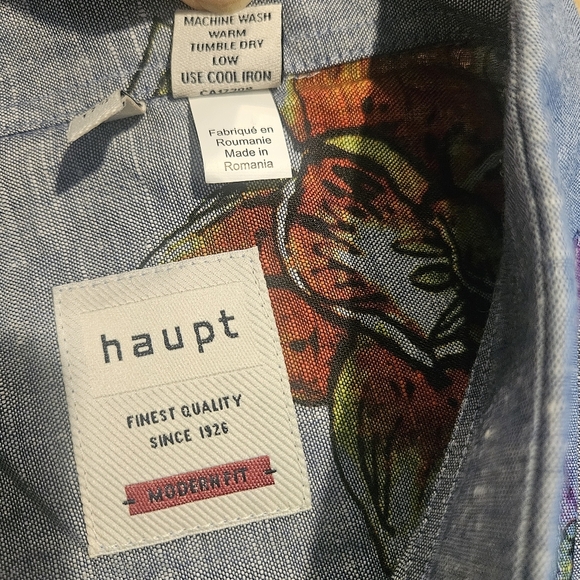 MACHINE WASH
WARM
TUMBLE DRY
LOW
USE COOL IRON
Fabriqué en
Roumanie
Made in
Romania
haupt
FINEST QUALITY
SINCE 1926
MODERN FIT